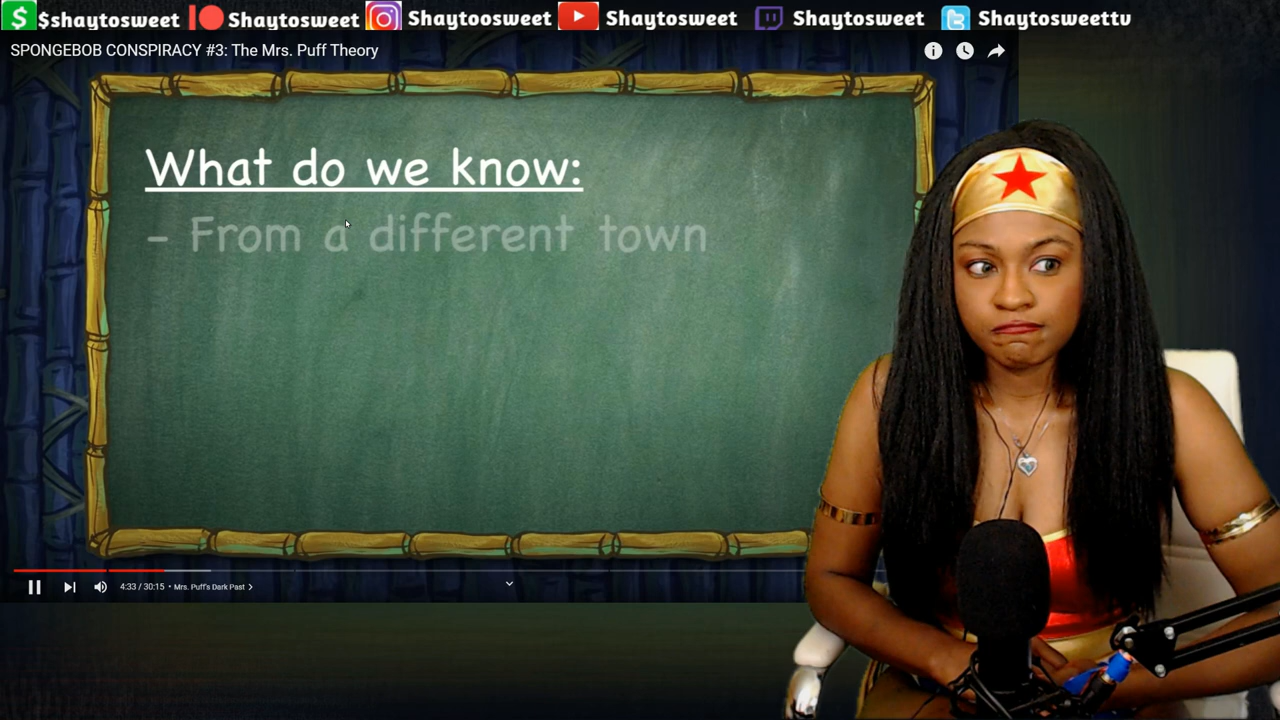 $shaytosweet Shaytosweet Shaytoosweet Shaytosweet Shaytosweet Shaytosweettv
SPONGEBOB CONSPIRACY #3: The Mrs. Puff Theory
What do we know:
- From a different town
4:33 / 30:15 • Mrs. Puff's Dark Past